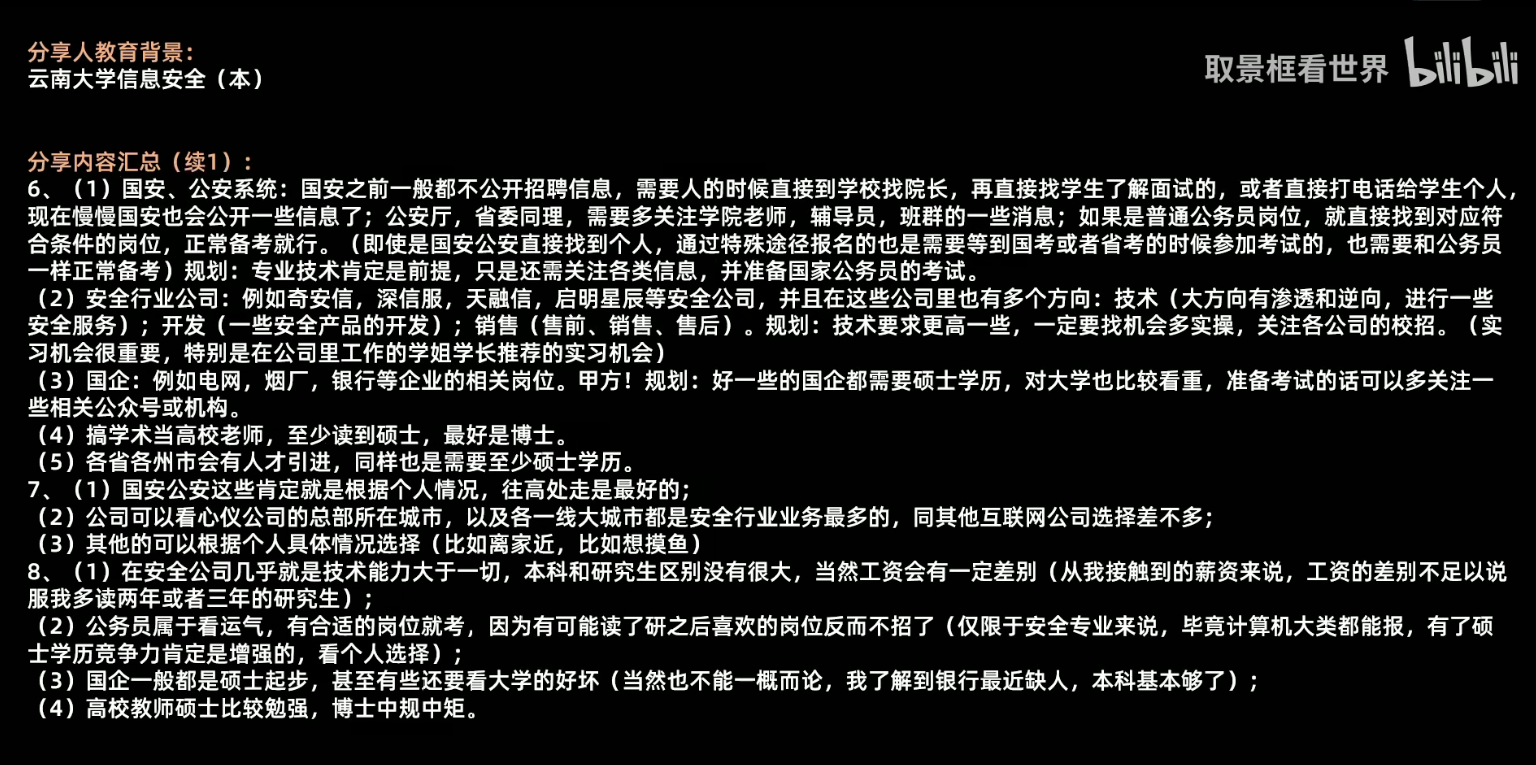 分享人教育背景：
云南大学信息安全（本）
取景框看世界 bilibili
分享内容汇总（续1）：
6、（1）国安、公安系统：国安之前一般都不公开招聘信息，需要人的时候直接到学校找院长，再直接找学生了解面试的，或者直接打电话给学生个人，
现在慢慢国安也会公开一些信息了；公安厅，省委同理，需要多关注学院老师，辅导员，班群的一些消息；如果是普通公务员岗位，就直接找到对应符
合条件的岗位，正常备考就行。（即使是国安公安直接找到个人，通过特殊途径报名的也是需要等到国考或者省考的时候参加考试的，也需要和公务员
一样正常备考）规划：专业技术肯定是前提，只是还需关注各类信息，并准备国家公务员的考试。
（2）安全行业公司：例如奇安信，深信服，天融信，启明星辰等安全公司，并且在这些公司里也有多个方向：技术（大方向有渗透和逆向，进行一些
安全服务）；开发（一些安全产品的开发）；销售（售前、销售、售后）。规划：技术要求更高一些，一定要找机会多实操，关注各公司的校招。（实
习机会很重要，特别是在公司里工作的学姐学长推荐的实习机会）
（3）国企：例如电网，烟厂，银行等企业的相关岗位。甲方！规划：好一些的国企都需要硕士学历，对大学也比较看重，准备考试的话可以多关注一
些相关公众号或机构。
（4）搞学术当高校老师，至少读到硕士，最好是博士。
（5）各省各州市会有人才引进，同样也是需要至少硕士学历。
7、（1）国安公安这些肯定就是根据个人情况，往高处走是最好的；
（2）公司可以看心仪公司的总部所在城市，以及各一线大城市都是安全行业业务最多的，同其他互联网公司选择差不多；
（3）其他的可以根据个人具体情况选择（比如离家近，比如想摸鱼）
8、（1）在安全公司几乎就是技术能力大于一切，本科和研究生区别没有很大，当然工资会有一定差别（从我接触到的薪资来说，工资的差别不足以说
服我多读两年或者三年的研究生）；
（2）公务员属于看运气，有合适的岗位就考，因为有可能读了研之后喜欢的岗位反而不招了（仅限于安全专业来说，毕竟计算机大类都能报，有了硕
士学历竞争力肯定是增强的，看个人选择）；
（3）国企一般都是硕士起步，甚至有些还要看大学的好坏（当然也不能一概而论，我了解到银行最近缺人，本科基本够了）；
（4）高校教师硕士比较勉强，博士中规中矩。